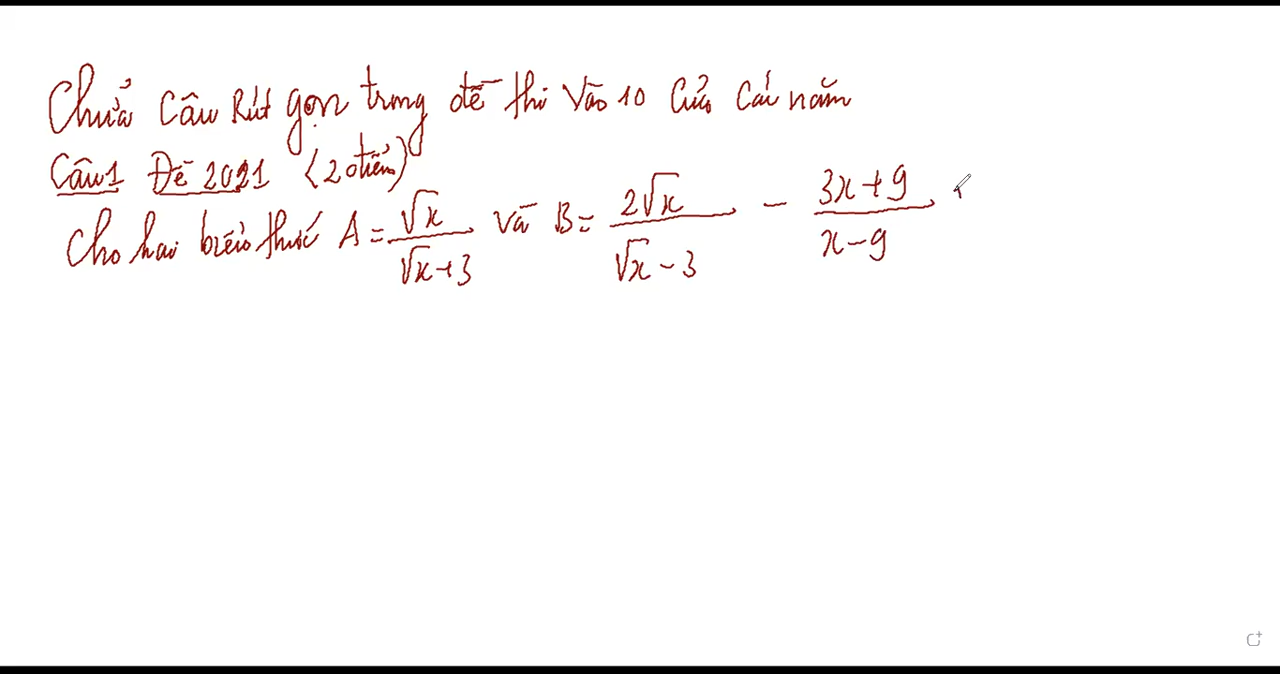 Chữa câu Rút gọn trong đề thi vào 10 của các năm
Câu 1 Đề 2021 (2 điểm)
Cho hai biểu thức A = √x / (√x + 3) và B = 2√x / (√x - 3) - (3x + 9) / (x - 9)